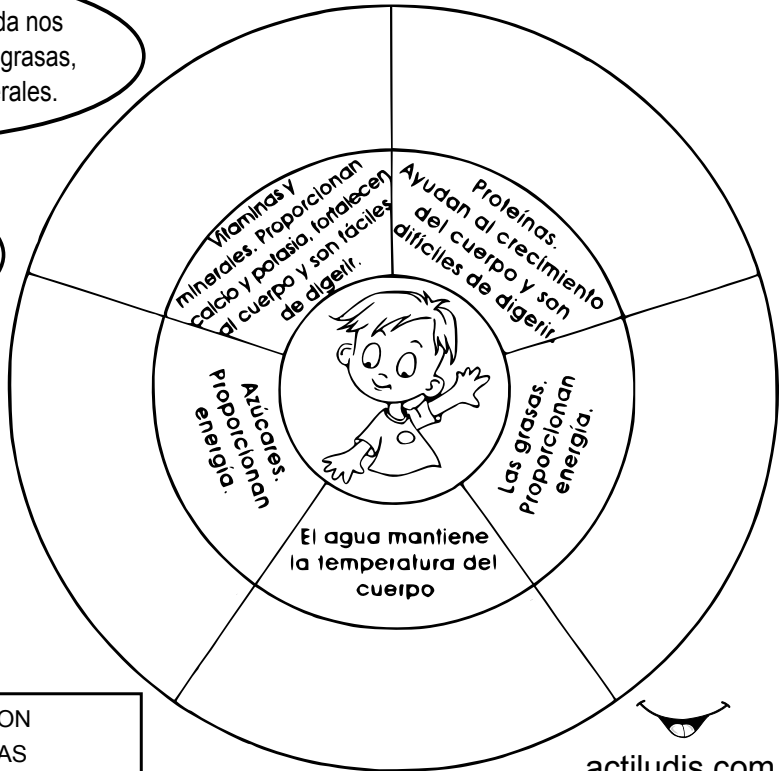 da nos
grasas,
rales.
Vitaminas y
minerales. Proporcionan
calcio y potasio, fortalecen
al cuerpo y son fáciles
de digerir.
Proteínas.
Ayudan al crecimiento
del cuerpo y son
difíciles de digerir.
Azúcares.
Proporcionan
energía.
Las grasas.
Proporcionan
energía.
El agua mantiene
la temperatura del
cuerpo
ON
AS
actiludis.com